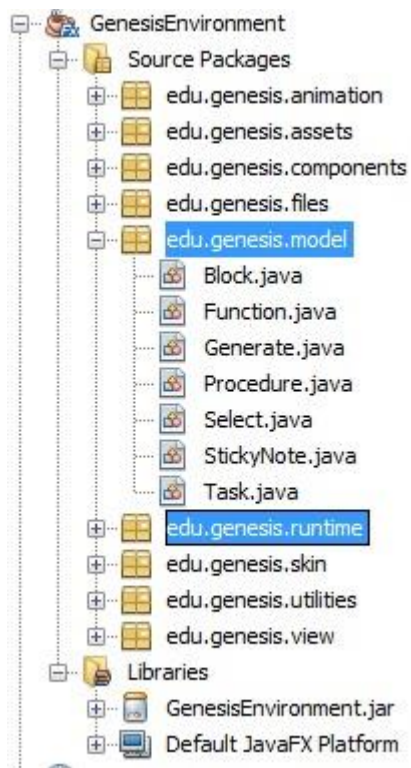 GenesisEnvironment
Source Packages
edu.genesis.animation
edu.genesis.assets
edu.genesis.components
edu.genesis.files
edu.genesis.model
Block.java
Function.java
Generate.java
Procedure.java
Select.java
StickyNote.java
Task.java
edu.genesis.runtime
edu.genesis.skin
edu.genesis.utilities
edu.genesis.view
Libraries
GenesisEnvironment.jar
Default JavaFX Platform